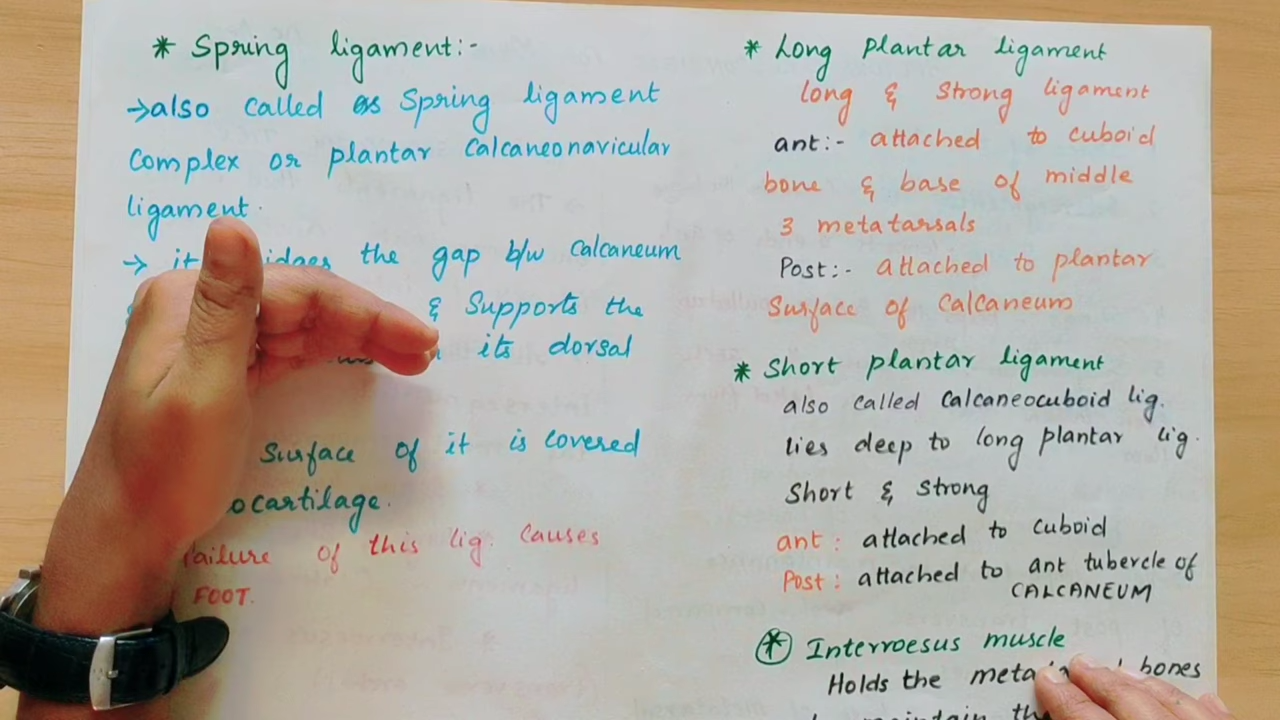 * Spring ligament:-
→also called as Spring ligament
Complex or plantar Calcaneonavicular
ligament.
→ it the gap b/w Calcaneum
& Supports the
its dorsal
Surface of it is covered
failure of this lig. Causes
FOOT.
* Long plantar ligament
long & strong ligament
ant:- attached to cuboid
bone & base of middle
3 metatarsals
Post:- attached to plantar
Surface of Calcaneum
* Short plantar ligament
also called Calcaneocuboid lig.
lies deep to long plantar lig.
Short & Strong
ant: attached to cuboid
Post: attached to ant tubercle of
CALCANEUM
* Interroesus muscle
Holds the bones